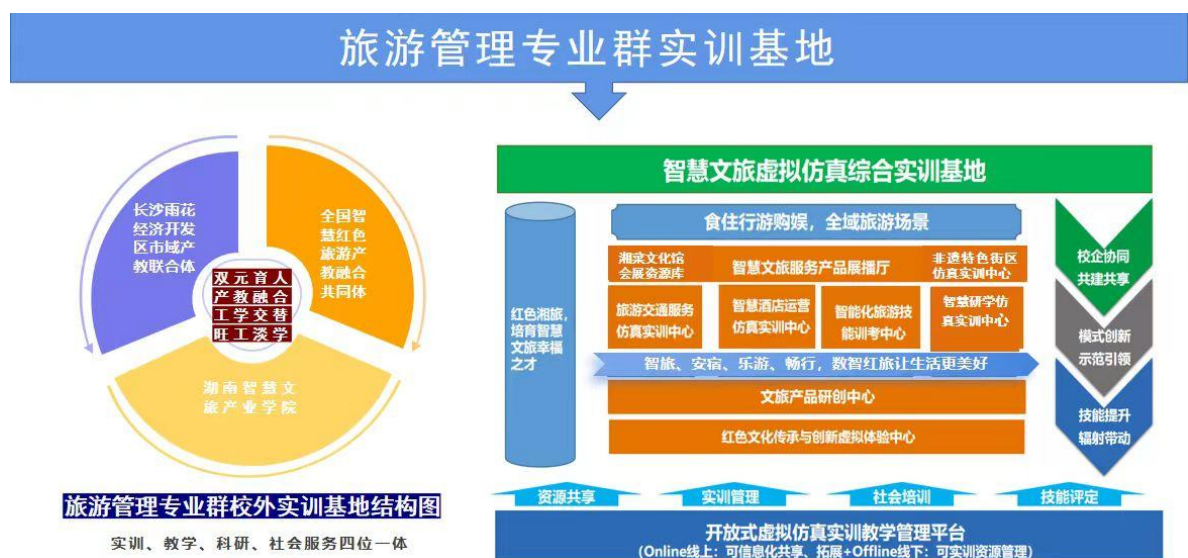 旅游管理专业群实训基地
长沙雨花
经济开发
区市域产
教联合体
全国智
慧红色
旅游产
教融合
共同体
双元育人
产教融合
工学交替
旺工淡学
湖南智慧文
旅产业学院
旅游管理专业群校外实训基地结构图
实训、教学、科研、社会服务四位一体
智慧文旅虚拟仿真综合实训基地
红色湘旅，
培育智慧
文旅幸福
之才
食住行游购娱，全域旅游场景
湘菜文化馆
会展资源库
智慧文旅服务产品展播厅
非遗特色街区
仿真实训中心
旅游交通服务
仿真实训中心
智慧酒店运营
仿真实训中心
智能化旅游技
能训考中心
智慧研学仿
真实训中心
智旅、安宿、乐游、畅行，数智红旅让生活更美好
文旅产品研创中心
红色文化传承与创新虚拟体验中心
校企协同
共建共享
模式创新
示范引领
技能提升
辐射带动
资源共享
实训管理
社会培训
技能评定
开放式虚拟仿真实训教学管理平台
（Online线上：可信息化共享、拓展+Offline线下：可实训资源管理）